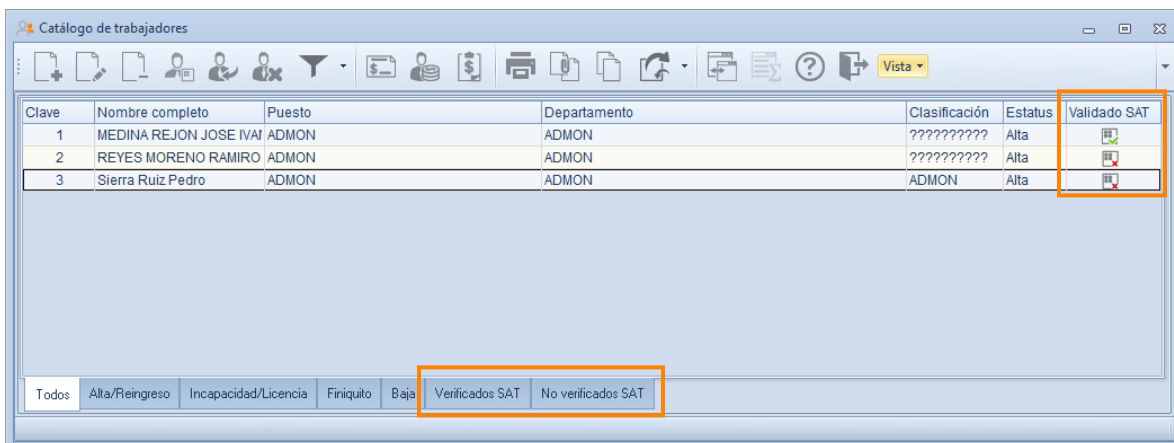 Catálogo de trabajadores
Vista
Clave Nombre completo Puesto Departamento Clasificación Estatus Validado SAT
1 MEDINA REJON JOSE IVAN ADMON ADMON ?????????? Alta
2 REYES MORENO RAMIRO ADMON ADMON ?????????? Alta
3 Sierra Ruiz Pedro ADMON ADMON ADMON Alta
Todos Alta/Reingreso Incapacidad/Licencia Finiquito Baja Verificados SAT No verificados SAT